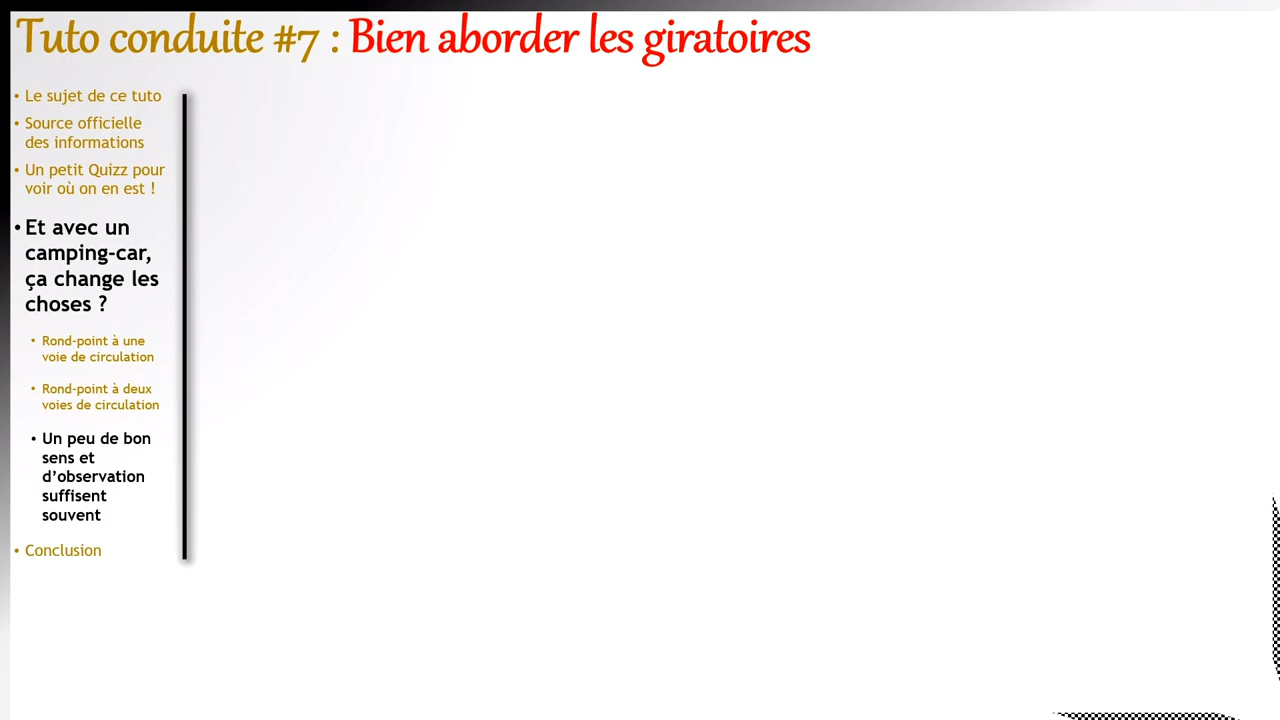 Tuto conduite #7 : Bien aborder les giratoires
• Le sujet de ce tuto
• Source officielle
des informations
• Un petit Quizz pour
voir où on en est !
• Et avec un
camping-car,
ça change les
choses ?
• Rond-point à une
voie de circulation
• Rond-point à deux
voies de circulation
• Un peu de bon
sens et
d’observation
suffisent
souvent
• Conclusion